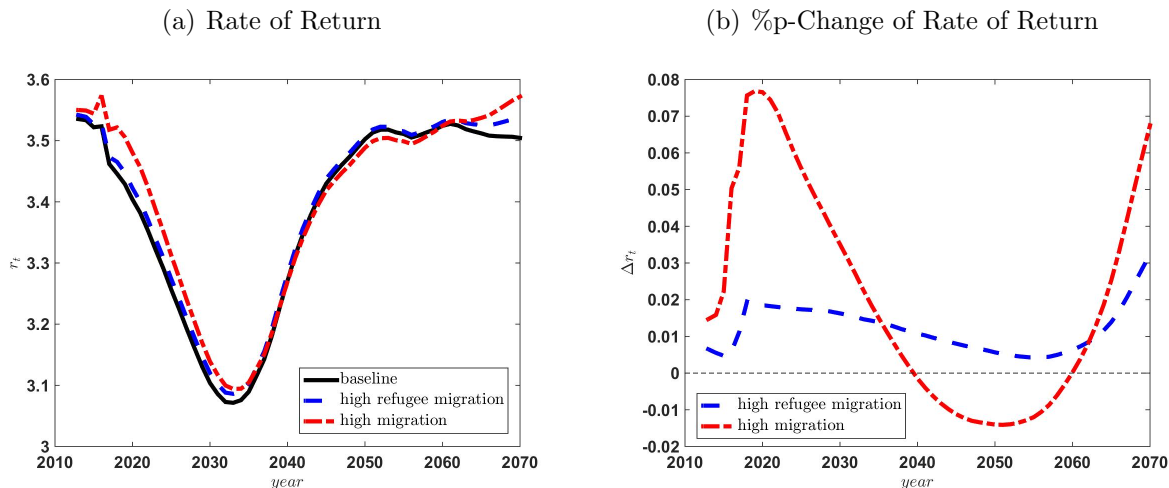 (a) Rate of Return
3.6
3.5
3.4
3.3
3.2
3.1
3
r_t
2010 2020 2030 2040 2050 2060 2070
year
baseline
high refugee migration
high migration
(b) %p-Change of Rate of Return
0.08
0.07
0.06
0.05
0.04
0.03
0.02
0.01
0
-0.01
-0.02
Δr_t
2010 2020 2030 2040 2050 2060 2070
year
high refugee migration
high migration